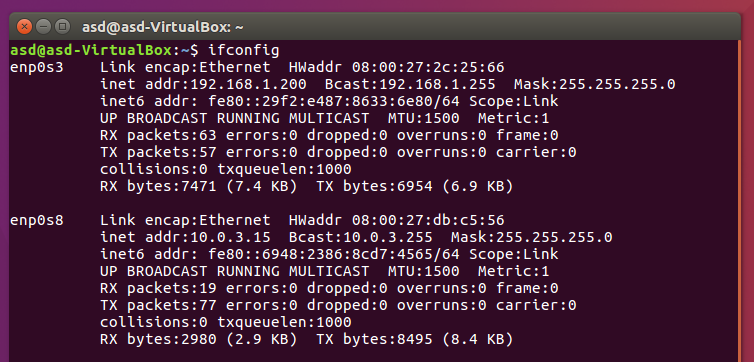 asd@asd-VirtualBox: ~
asd@asd-VirtualBox:~$ ifconfig
enp0s3    Link encap:Ethernet  HWaddr 08:00:27:2c:25:66
          inet addr:192.168.1.200  Bcast:192.168.1.255  Mask:255.255.255.0
          inet6 addr: fe80::29f2:e487:8633:6e80/64 Scope:Link
          UP BROADCAST RUNNING MULTICAST  MTU:1500  Metric:1
          RX packets:63 errors:0 dropped:0 overruns:0 frame:0
          TX packets:57 errors:0 dropped:0 overruns:0 carrier:0
          collisions:0 txqueuelen:1000
          RX bytes:7471 (7.4 KB)  TX bytes:6954 (6.9 KB)
enp0s8    Link encap:Ethernet  HWaddr 08:00:27:db:c5:56
          inet addr:10.0.3.15  Bcast:10.0.3.255  Mask:255.255.255.0
          inet6 addr: fe80::6948:2386:8cd7:4565/64 Scope:Link
          UP BROADCAST RUNNING MULTICAST  MTU:1500  Metric:1
          RX packets:19 errors:0 dropped:0 overruns:0 frame:0
          TX packets:77 errors:0 dropped:0 overruns:0 carrier:0
          collisions:0 txqueuelen:1000
          RX bytes:2980 (2.9 KB)  TX bytes:8495 (8.4 KB)